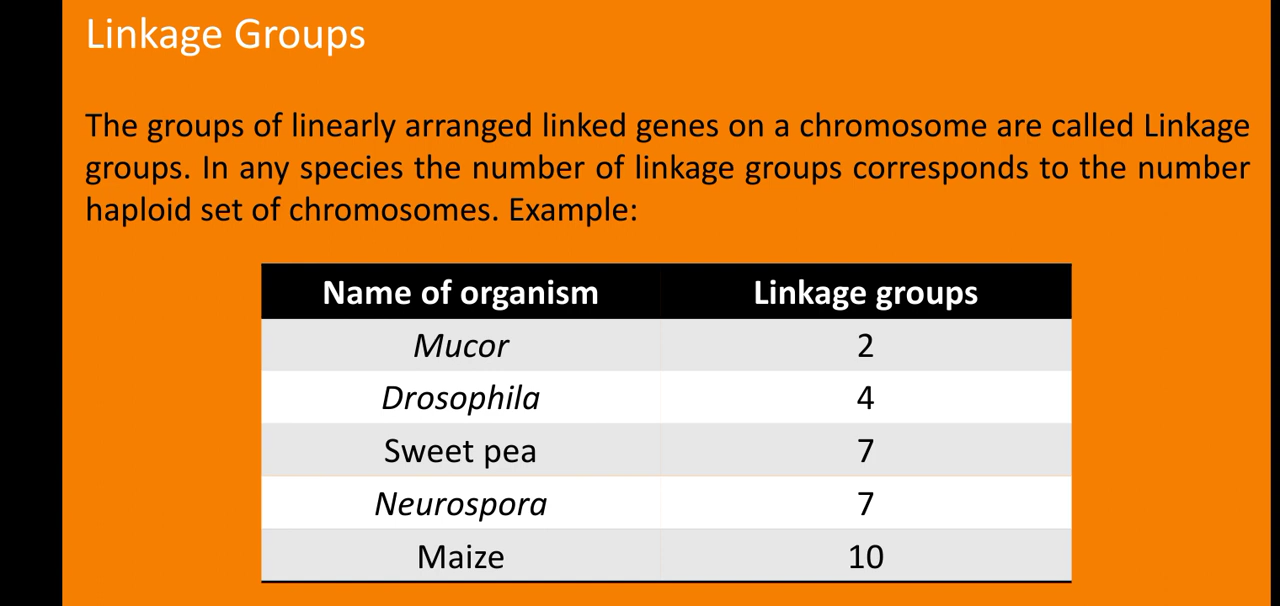 Linkage Groups
The groups of linearly arranged linked genes on a chromosome are called Linkage
groups. In any species the number of linkage groups corresponds to the number
haploid set of chromosomes. Example:
Name of organism Linkage groups
Mucor 2
Drosophila 4
Sweet pea 7
Neurospora 7
Maize 10